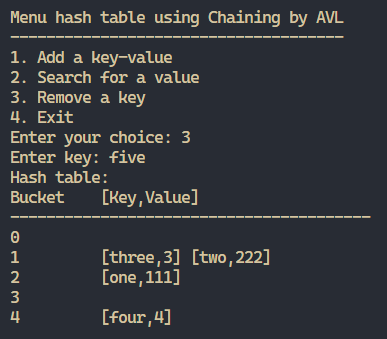 Menu hash table using Chaining by AVL
-------------------------------------
1. Add a key-value
2. Search for a value
3. Remove a key
4. Exit
Enter your choice: 3
Enter key: five
Hash table:
Bucket    [Key,Value]
----------------------------------------
0
1         [three,3] [two,222]
2         [one,111]
3
4         [four,4]